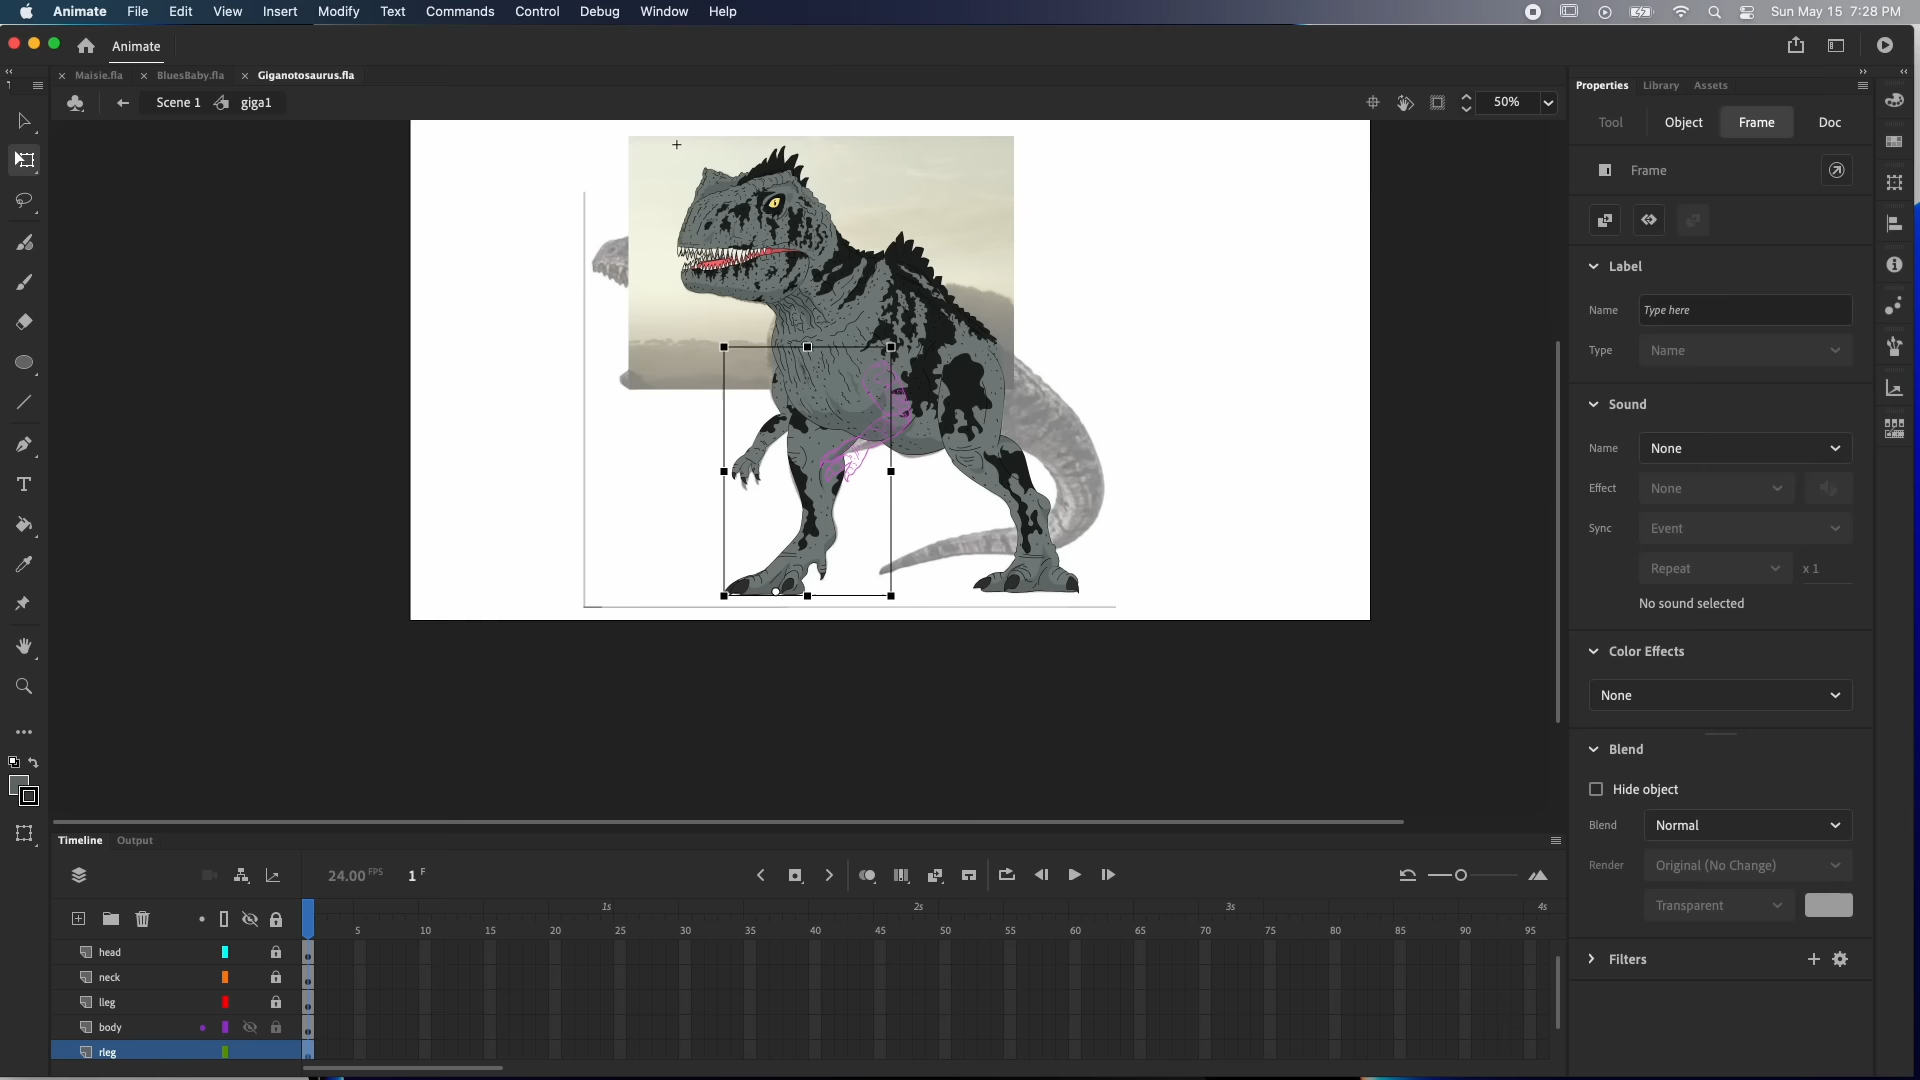 Animate File Edit View Insert Modify Text Commands Control Debug Window Help Sun May 15 7:28 PM
Animate
Maisie.fla BluesBaby.fla Giganotosaurus.fla
Scene 1 giga1 50%
Properties Library Assets
Tool Object Frame Doc
Frame
Label
Name Type here
Type Name
Sound
Name None
Effect None
Sync Event
Repeat x 1
No sound selected
Color Effects
None
Blend
Hide object
Blend Normal
Render Original (No Change)
Transparent
Filters
Timeline Output
24.00 FPS 1 F
1s 2s 3s 4s
5 10 15 20 25 30 35 40 45 50 55 60 65 70 75 80 85 90 95
head
neck
lleg
body
rleg